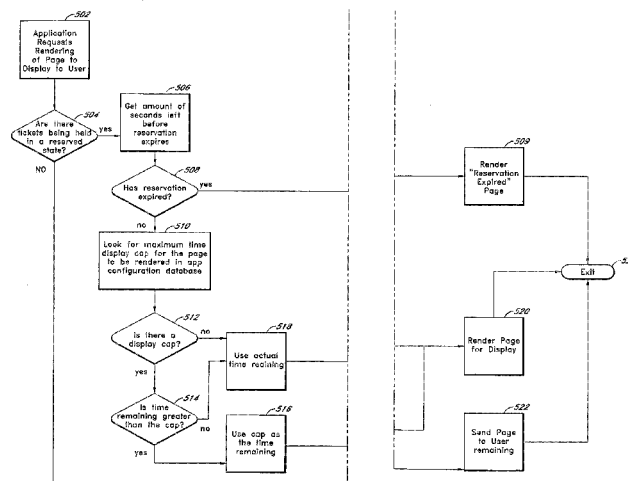 502
Application
Requests
Rendering
of Page to
Display to User
504
Are there
tickets being held
in a reserved
state?
yes
NO
506
Get amount of
seconds left
before
reservation
expires
508
Has reservation
expired?
yes
no
509
Render
"Reservation
Expired"
Page
510
Look for maximum time
display cap for the page
to be rendered in app
configuration database
512
Is there a
display cap?
no
yes
518
Use actual
time reaining
514
Is time
remaining greater
than the cap?
no
yes
516
Use cap as
the time
remaining
Exit
520
Render Page
for Display
522
Send Page
to User
remaining